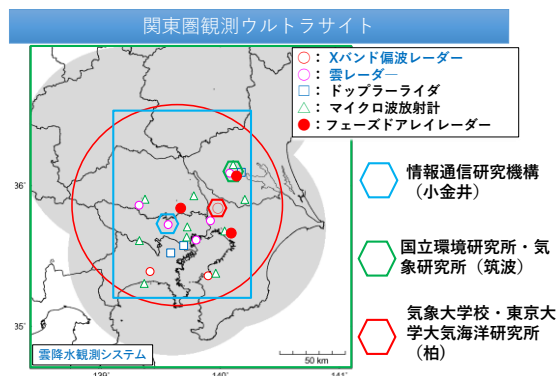 関東圏観測ウルトラサイト
○： Xバンド偏波レーダー
○： 雲レーダー
□： ドップラーライダ
△： マイクロ波放射計
●：フェーズドアレイレーダー
情報通信研究機構
（小金井）
国立環境研究所・気
象研究所（筑波）
気象大学校・東京大
学大気海洋研究所
（柏）
36
35
雲降水観測システム
50 km
139
140
141